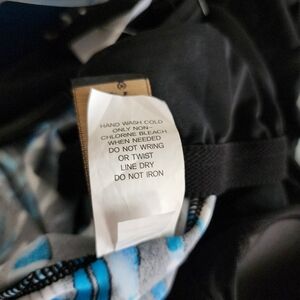 HAND WASH COLD
ONLY NON-
CHLORINE BLEACH
WHEN NEEDED
DO NOT WRING
OR TWIST
LINE DRY
DO NOT IRON